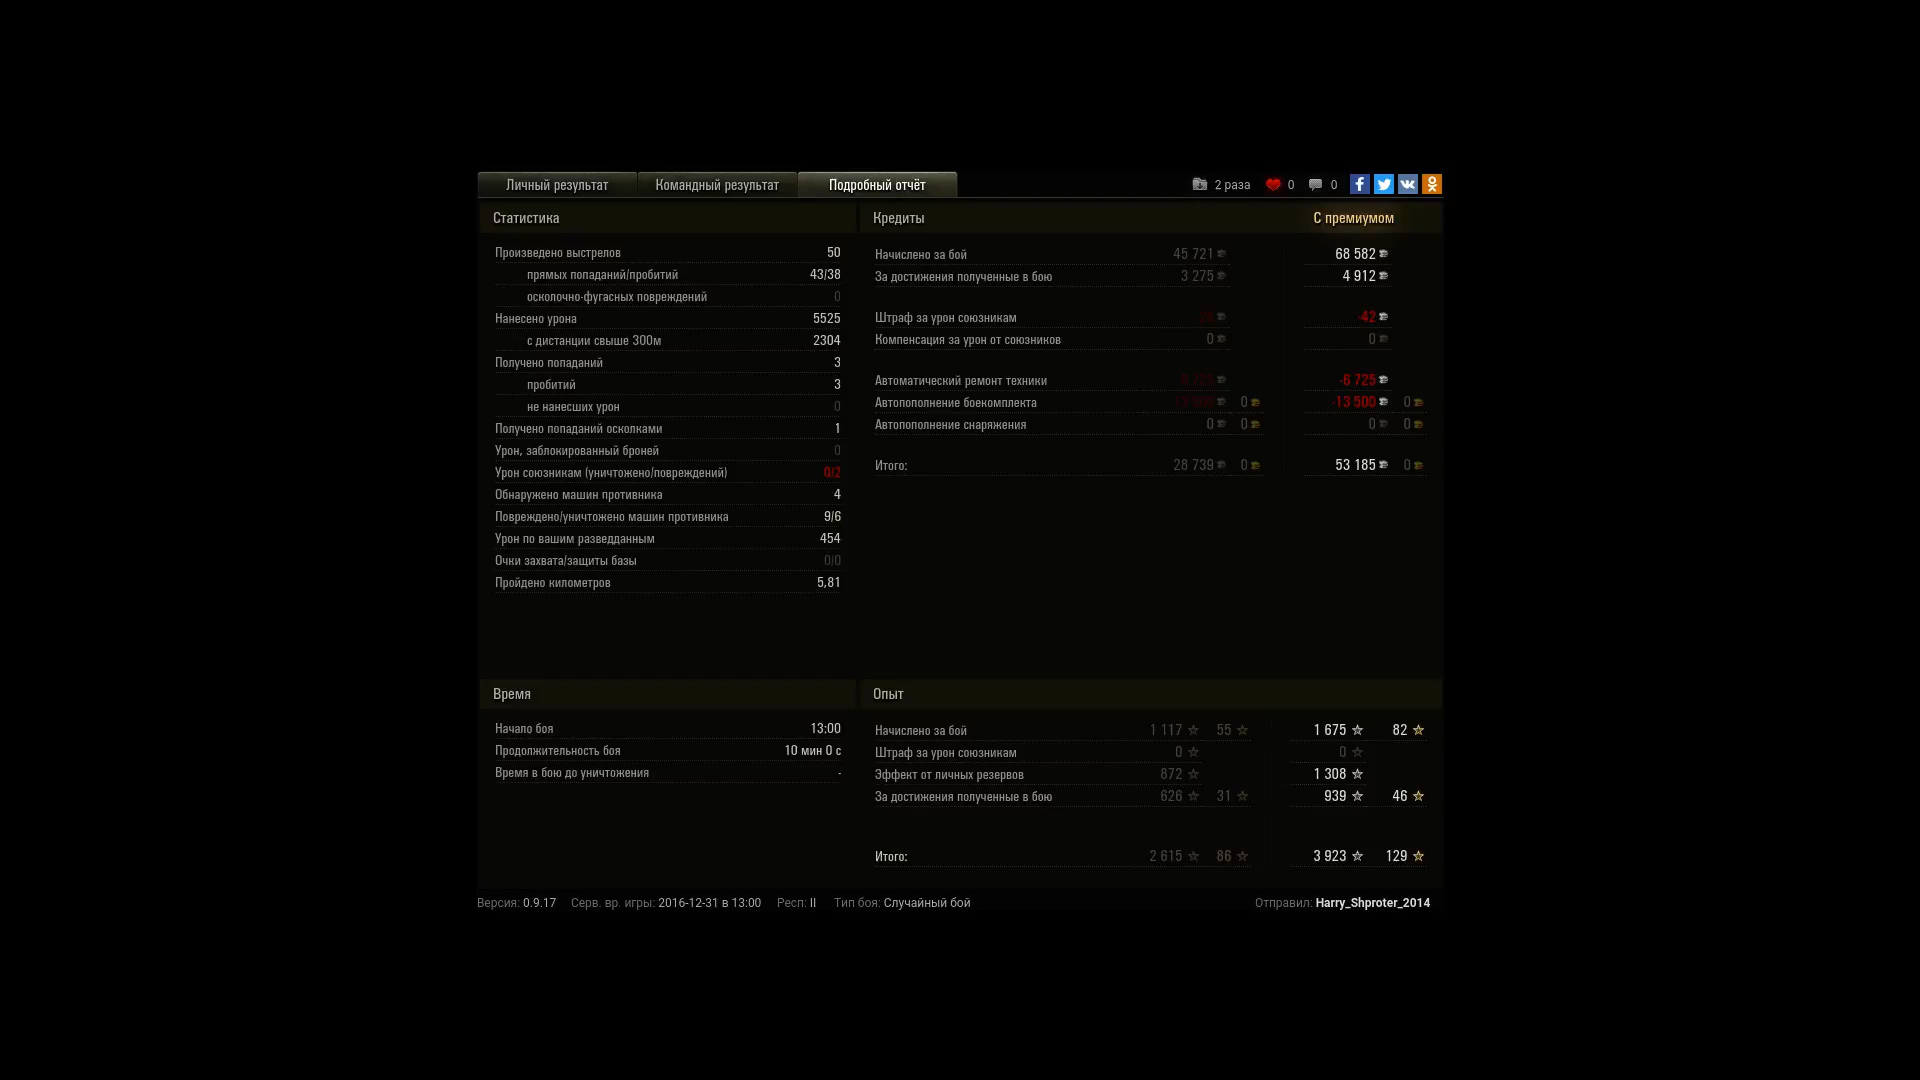 Личный результат Командный результат Подробный отчёт 2 раза 0 0
Статистика
Произведено выстрелов 50
прямых попаданий/пробитий 43/38
осколочно-фугасных повреждений 0
Нанесено урона 5525
с дистанции свыше 300м 2304
Получено попаданий 3
пробитий 3
не нанесших урон 0
Получено попаданий осколками 1
Урон, заблокированный броней 0
Урон союзникам (уничтожено/повреждений) 0/2
Обнаружено машин противника 4
Повреждено/уничтожено машин противника 9/6
Урон по вашим разведданным 454
Очки захвата/защиты базы 0/0
Пройдено километров 5,81
Кредиты С премиумом
Начислено за бой 45 721 68 582
За достижения полученные в бою 3 275 4 912
Штраф за урон союзникам -42
Компенсация за урон от союзников 0 0
Автоматический ремонт техники -6 725
Автопополнение боекомплекта 0 -13 500 0
Автопополнение снаряжения 0 0 0 0
Итого: 28 739 0 53 185 0
Время
Начало боя 13:00
Продолжительность боя 10 мин 0 с
Время в бою до уничтожения -
Опыт
Начислено за бой 1 117 55 1 675 82
Штраф за урон союзникам 0 0
Эффект от личных резервов 872 1 308
За достижения полученные в бою 626 31 939 46
Итого: 2 615 86 3 923 129
Версия: 0.9.17 Серв. вр. игры: 2016-12-31 в 13:00 Респ: II Тип боя: Случайный бой Отправил: Harry_Shproter_2014